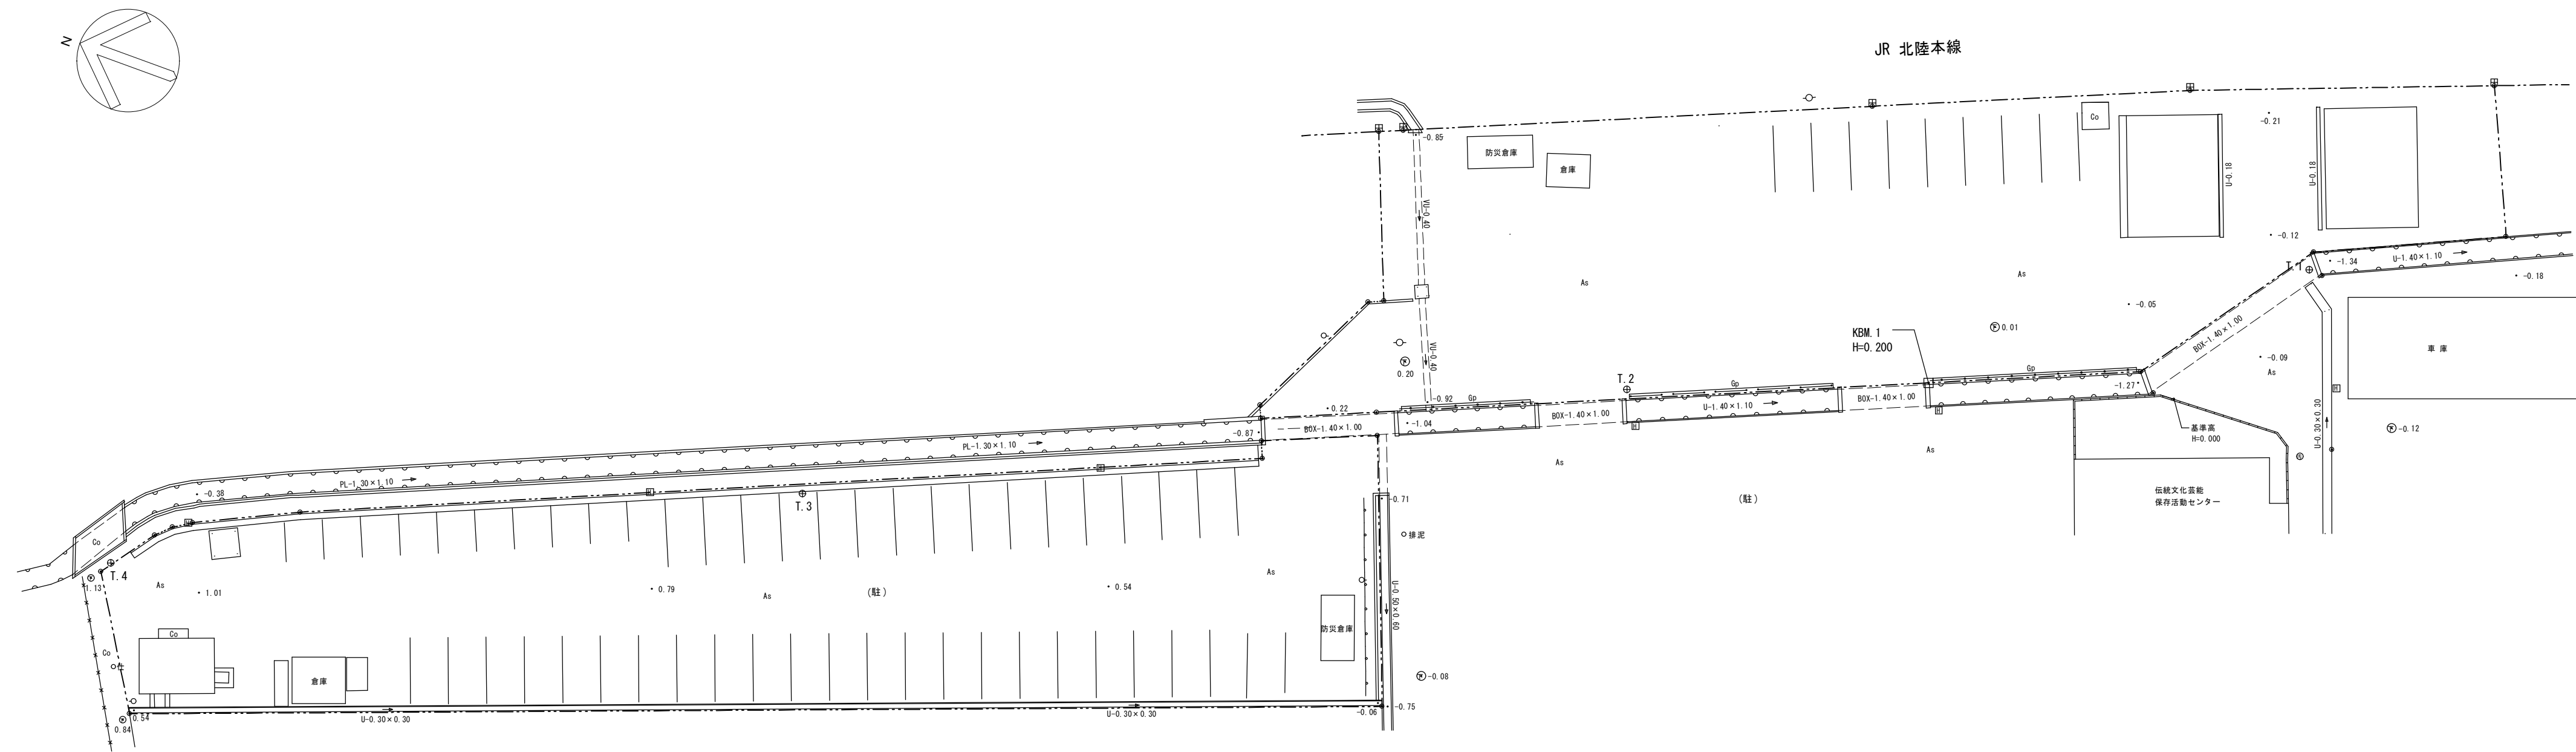 N
JR 北陸本線
Co
-0.21
-0.85
防災倉庫
倉庫
U-0.18
U-0.18
VU-0.40
-0.12
T.1
-1.34
U-1.40×1.10
-0.18
As
As
-0.05
BOX-1.40×1.00
KBM.1
H=0.200
0.01
車 庫
-0.09
As
VU-0.40
0.20
T.2
Gp
Gp
Gp
-1.27
-0.92
0.22
BOX-1.40×1.00
U-1.40×1.10
BOX-1.40×1.00
BOX-1.40×1.00
-1.04
-0.87
H
H
H
U-0.30×0.30
基準高
H=0.000
-0.12
PL-1.30×1.10
PL-1.30×1.10
As
As
-0.38
H
H
H
T.3
-0.71
(駐)
伝統文化芸能
保存活動センター
排泥
Co
T.4
1.13
As
1.01
0.79
As
(駐)
0.54
As
U-0.50×0.60
防災倉庫
Co
Co
倉庫
-0.08
0.54
0.84
U-0.30×0.30
U-0.30×0.30
-0.06
-0.75